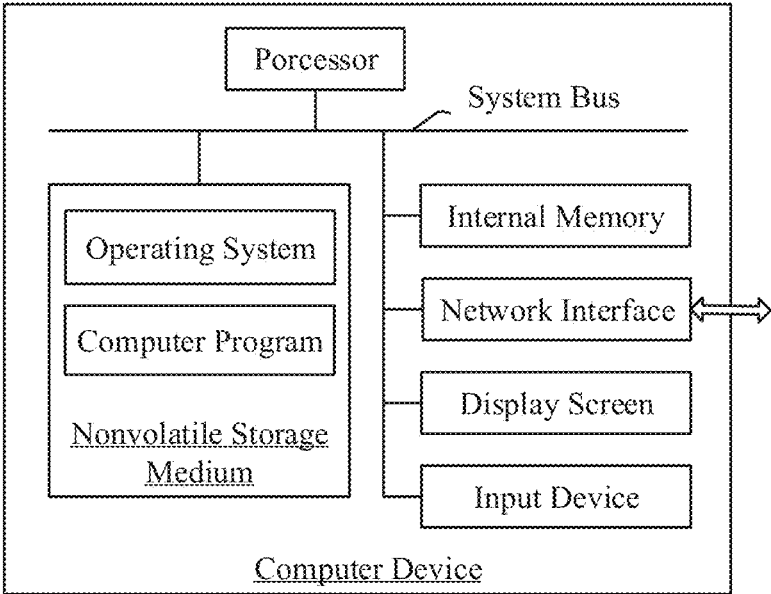 Porcessor
System Bus
Operating System
Computer Program
Nonvolatile Storage
Medium
Internal Memory
Network Interface
Display Screen
Input Device
Computer Device